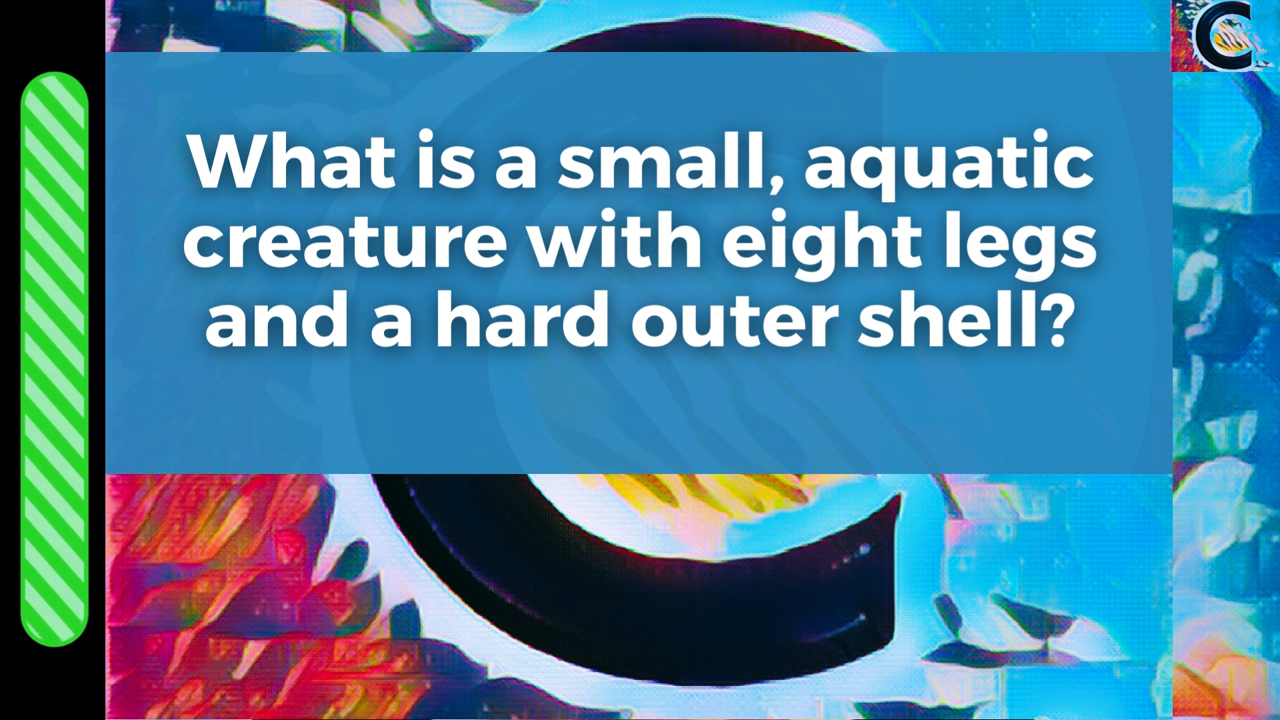 What is a small, aquatic
creature with eight legs
and a hard outer shell?